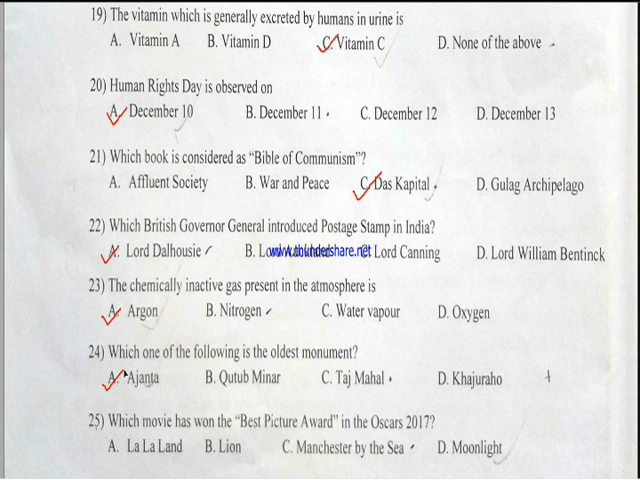 19) The vitamin which is generally excreted by humans in urine is
A. Vitamin A B. Vitamin D C. Vitamin C D. None of the above
20) Human Rights Day is observed on
A. December 10 B. December 11 C. December 12 D. December 13
21) Which book is considered as “Bible of Communism”?
A. Affluent Society B. War and Peace C. Das Kapital D. Gulag Archipelago
22) Which British Governor General introduced Postage Stamp in India?
A. Lord Dalhousie B. Lord Canning D. Lord William Bentinck
23) The chemically inactive gas present in the atmosphere is
A. Argon B. Nitrogen C. Water vapour D. Oxygen
24) Which one of the following is the oldest monument?
A. Ajanta B. Qutub Minar C. Taj Mahal D. Khajuraho
25) Which movie has won the “Best Picture Award” in the Oscars 2017?
A. La La Land B. Lion C. Manchester by the Sea D. Moonlight